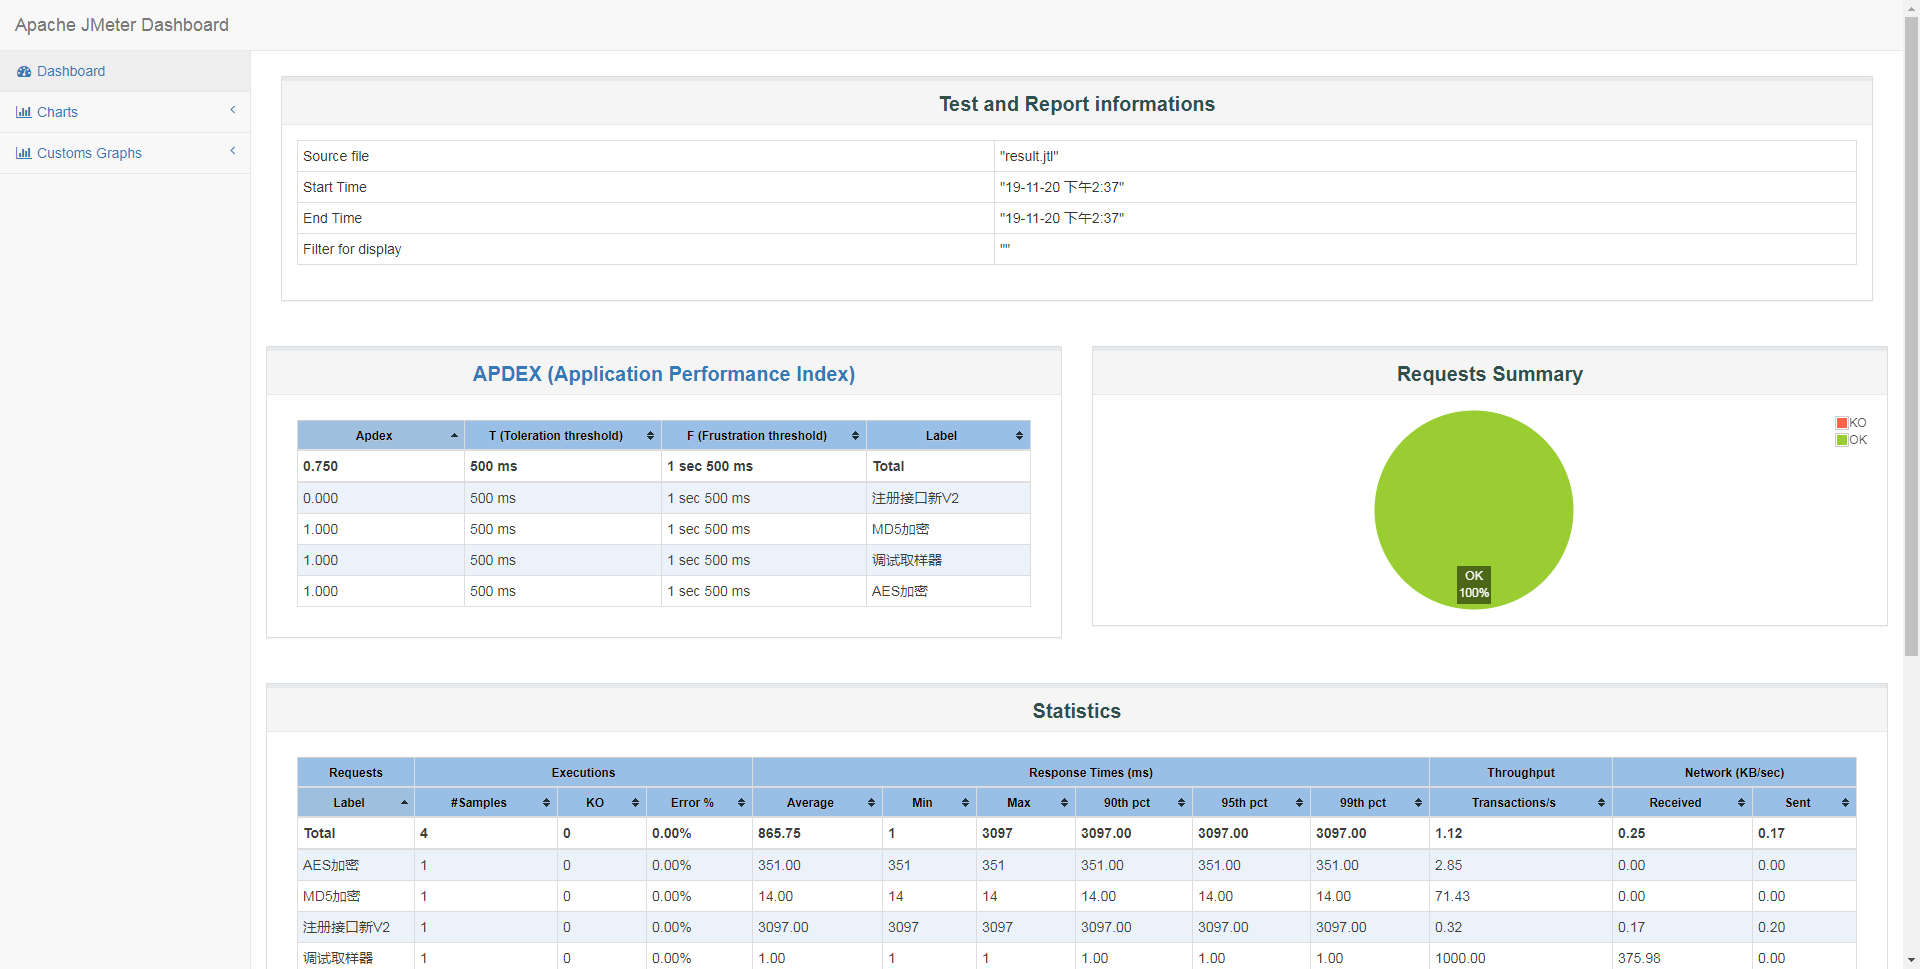 Apache JMeter Dashboard
Dashboard
Charts
Customs Graphs
Test and Report informations
Source file "result.jtl"
Start Time "19-11-20 下午2:37"
End Time "19-11-20 下午2:37"
Filter for display ""
APDEX (Application Performance Index)
Apdex T (Toleration threshold) F (Frustration threshold) Label
0.750 500 ms 1 sec 500 ms Total
0.000 500 ms 1 sec 500 ms 注册接口新V2
1.000 500 ms 1 sec 500 ms MD5加密
1.000 500 ms 1 sec 500 ms 调试取样器
1.000 500 ms 1 sec 500 ms AES加密
Requests Summary
KO
OK
OK
100%
Statistics
Requests Executions Response Times (ms) Throughput Network (KB/sec)
Label #Samples KO Error % Average Min Max 90th pct 95th pct 99th pct Transactions/s Received Sent
Total 4 0 0.00% 865.75 1 3097 3097.00 3097.00 3097.00 1.12 0.25 0.17
AES加密 1 0 0.00% 351.00 351 351 351.00 351.00 351.00 2.85 0.00 0.00
MD5加密 1 0 0.00% 14.00 14 14 14.00 14.00 14.00 71.43 0.00 0.00
注册接口新V2 1 0 0.00% 3097.00 3097 3097 3097.00 3097.00 3097.00 0.32 0.17 0.20
调试取样器 1 0 0.00% 1.00 1 1 1.00 1.00 1.00 1000.00 375.98 0.00